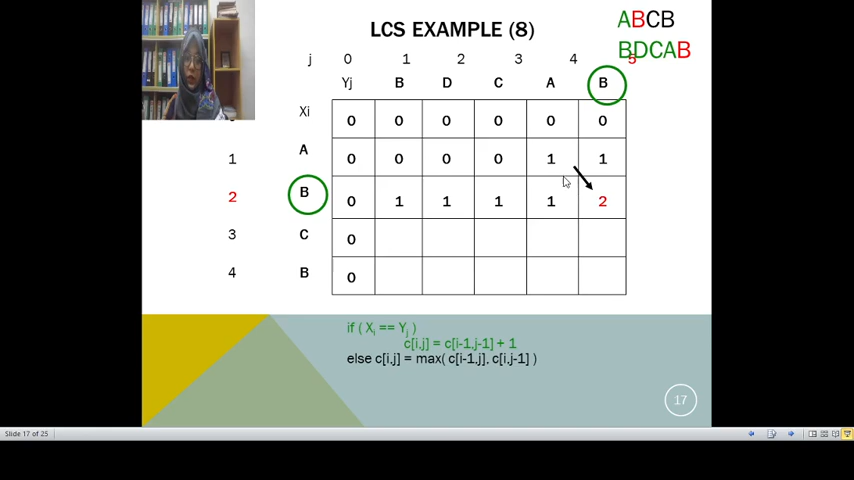 LCS EXAMPLE (8)
ABCB
BDCAB
j 0 1 2 3 4 5
Yj B D C A B
Xi 0 0 0 0 0 0
1 A 0 0 0 0 1 1
2 B 0 1 1 1 1 2
3 C 0
4 B 0
if ( Xi == Yj )
c[i,j] = c[i-1,j-1] + 1
else c[i,j] = max( c[i-1,j], c[i,j-1] )
17
Slide 17 of 25